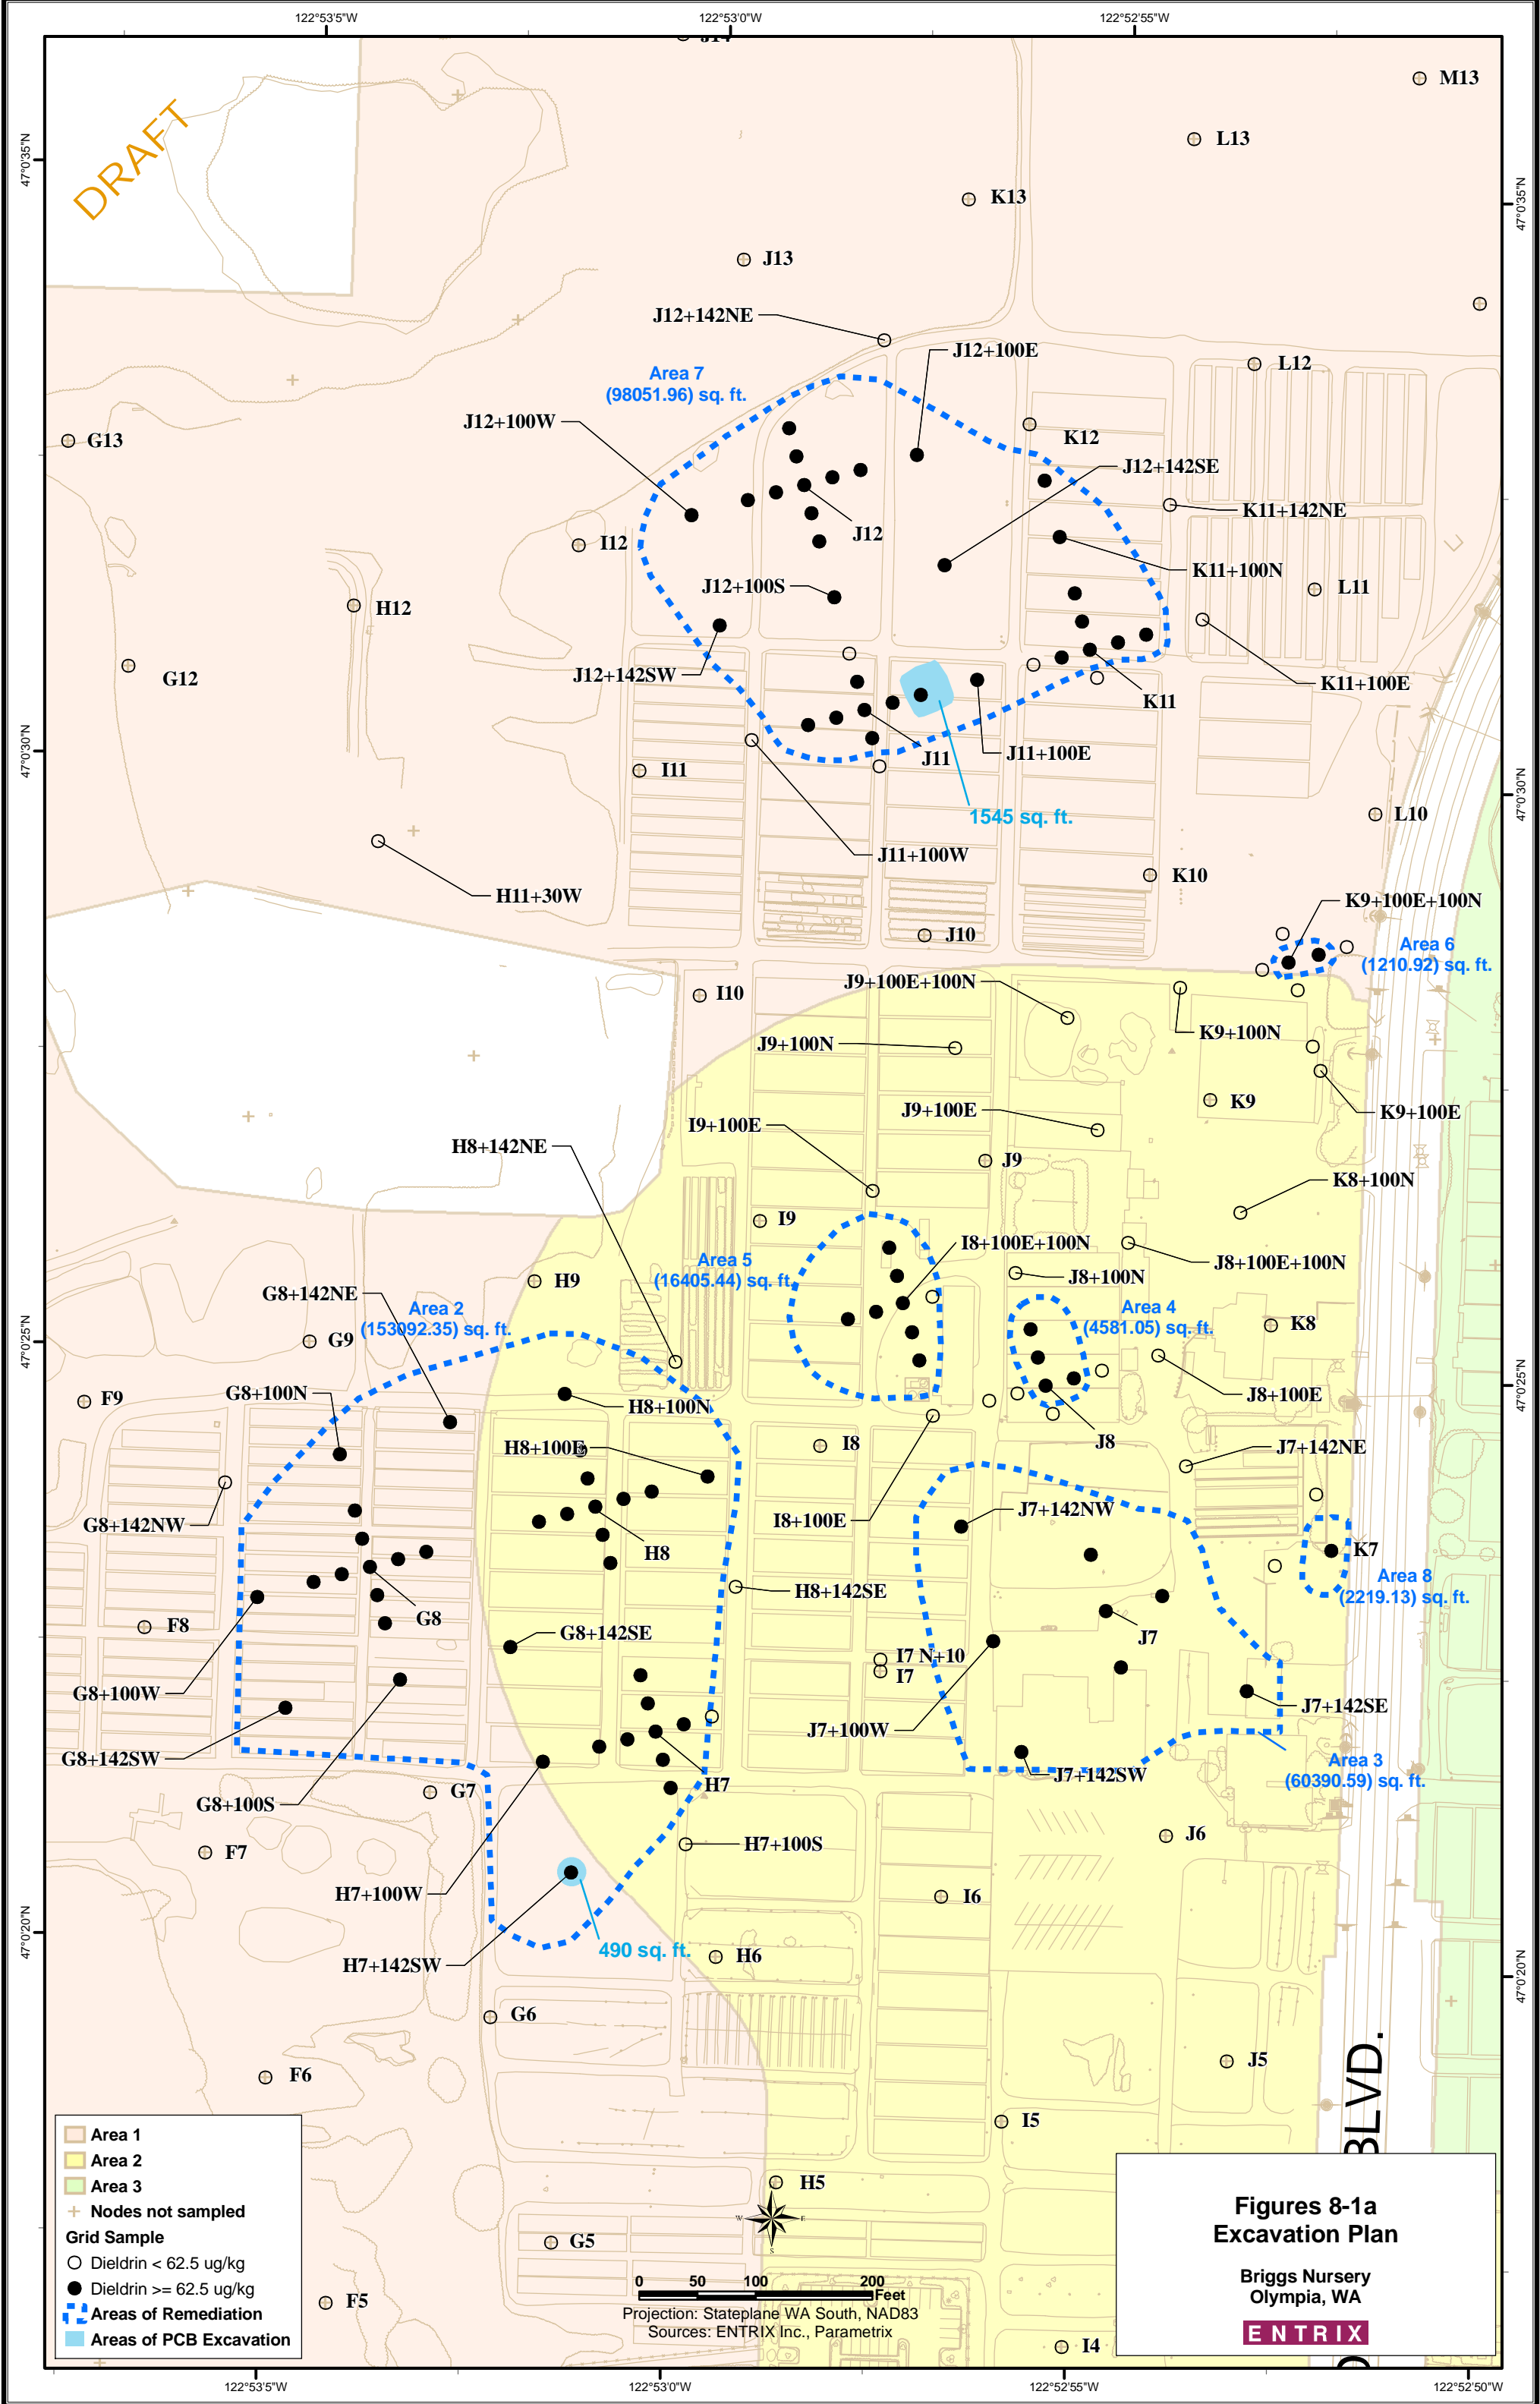 122°53'5"W
122°53'0"W
122°52'55"W
DRAFT
47°0'35"N
47°0'35"N
M13
L13
K13
J13
J12+142NE
J12+100E
Area 7
(98051.96) sq. ft.
L12
J12+100W
K12
G13
J12+142SE
K11+142NE
J12
I12
K11+100N
J12+100S
L11
H12
J12+142SW
G12
K11+100E
K11
47°0'30"N
47°0'30"N
J11
J11+100E
I11
1545 sq. ft.
L10
J11+100W
K10
H11+30W
K9+100E+100N
J10
Area 6
(1210.92) sq. ft.
J9+100E+100N
I10
K9+100N
J9+100N
K9
J9+100E
K9+100E
I9+100E
H8+142NE
J9
K8+100N
I9
I8+100E+100N
Area 5
(16405.44) sq. ft.
J8+100E+100N
J8+100N
H9
G8+142NE
Area 2
(153092.35) sq. ft.
Area 4
(4581.05) sq. ft.
K8
G9
47°0'25"N
47°0'25"N
G8+100N
F9
H8+100N
J8+100E
H8+100E
I8
J8
J7+142NE
G8+142NW
I8+100E
J7+142NW
H8
K7
Area 8
(2219.13) sq. ft.
H8+142SE
G8
F8
G8+142SE
J7
I7 N+10
I7
G8+100W
J7+142SE
J7+100W
G8+142SW
Area 3
(60390.59) sq. ft.
J7+142SW
H7
G7
G8+100S
J6
H7+100S
F7
H7+100W
I6
47°0'20"N
47°0'20"N
490 sq. ft.
H6
H7+142SW
G6
J5
F6
I5
BLVD.
H5
G5
F5
I4
Area 1
Area 2
Area 3
Nodes not sampled
Grid Sample
Dieldrin < 62.5 ug/kg
Dieldrin >= 62.5 ug/kg
Areas of Remediation
Areas of PCB Excavation
W E
S
0 50 100 200
Feet
Projection: Stateplane WA South, NAD83
Sources: ENTRIX Inc., Parametrix
Figures 8-1a
Excavation Plan
Briggs Nursery
Olympia, WA
ENTRIX
122°53'5"W
122°53'0"W
122°52'55"W
122°52'50"W